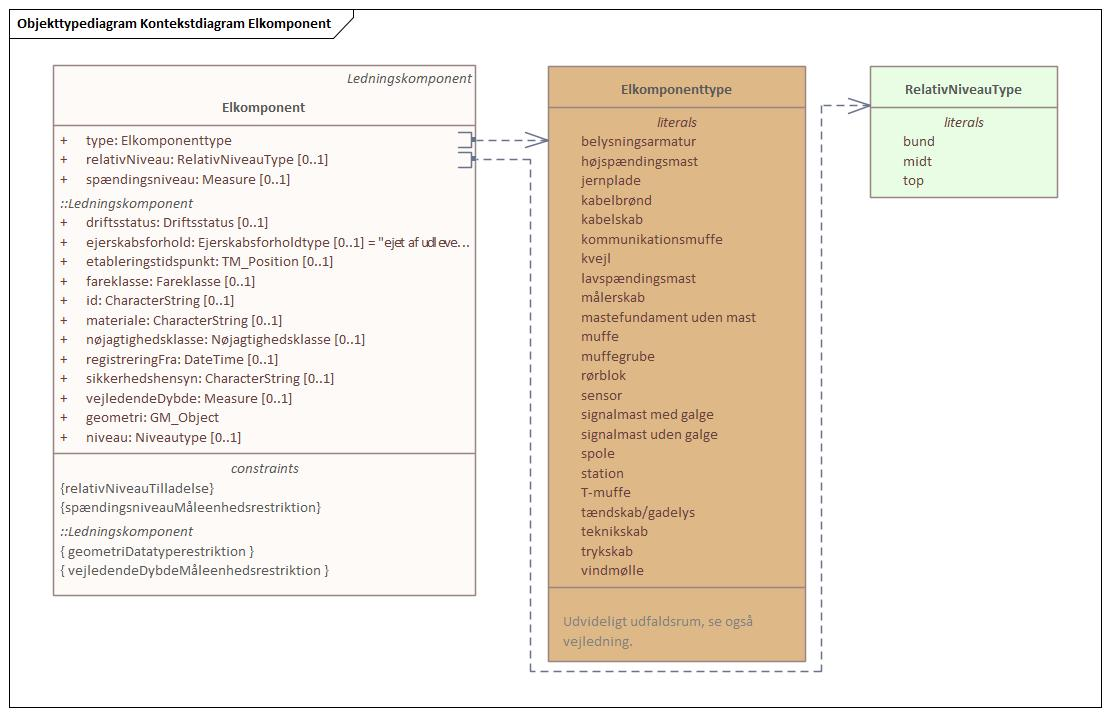 Objekttypediagram Kontekstdiagram Elkomponent
Ledningskomponent
Elkomponent
+ type: Elkomponenttype
+ relativNiveau: RelativNiveauType [0..1]
+ spændingsniveau: Measure [0..1]
::Ledningskomponent
+ driftsstatus: Driftsstatus [0..1]
+ ejerskabsforhold: Ejerskabsforholdtype [0..1] = "ejet af udleve...
+ etableringstidspunkt: TM_Position [0..1]
+ fareklasse: Fareklasse [0..1]
+ id: CharacterString [0..1]
+ materiale: CharacterString [0..1]
+ nøjagtighedsklasse: Nøjagtighedsklasse [0..1]
+ registreringFra: DateTime [0..1]
+ sikkerhedshensyn: CharacterString [0..1]
+ vejledendeDybde: Measure [0..1]
+ geometri: GM_Object
+ niveau: Niveautype [0..1]
constraints
{relativNiveauTilladelse}
{spændingsniveauMåleenhedsrestriktion}
::Ledningskomponent
{ geometriDatatyperestriktion }
{ vejledendeDybdeMåleenhedsrestriktion }
Elkomponenttype
literals
belysningsarmatur
højspændingsmast
jernplade
kabelbrønd
kabelskab
kommunikationsmuffe
kvejl
lavspændingsmast
målerskab
mastefundament uden mast
muffe
muffegrube
rørblok
sensor
signalmast med galge
signalmast uden galge
spole
station
T-muffe
tændskab/gadelys
teknikskab
trykskab
vindmølle
Udvideligt udfaldsrum, se også
vejledning.
RelativNiveauType
literals
bund
midt
top